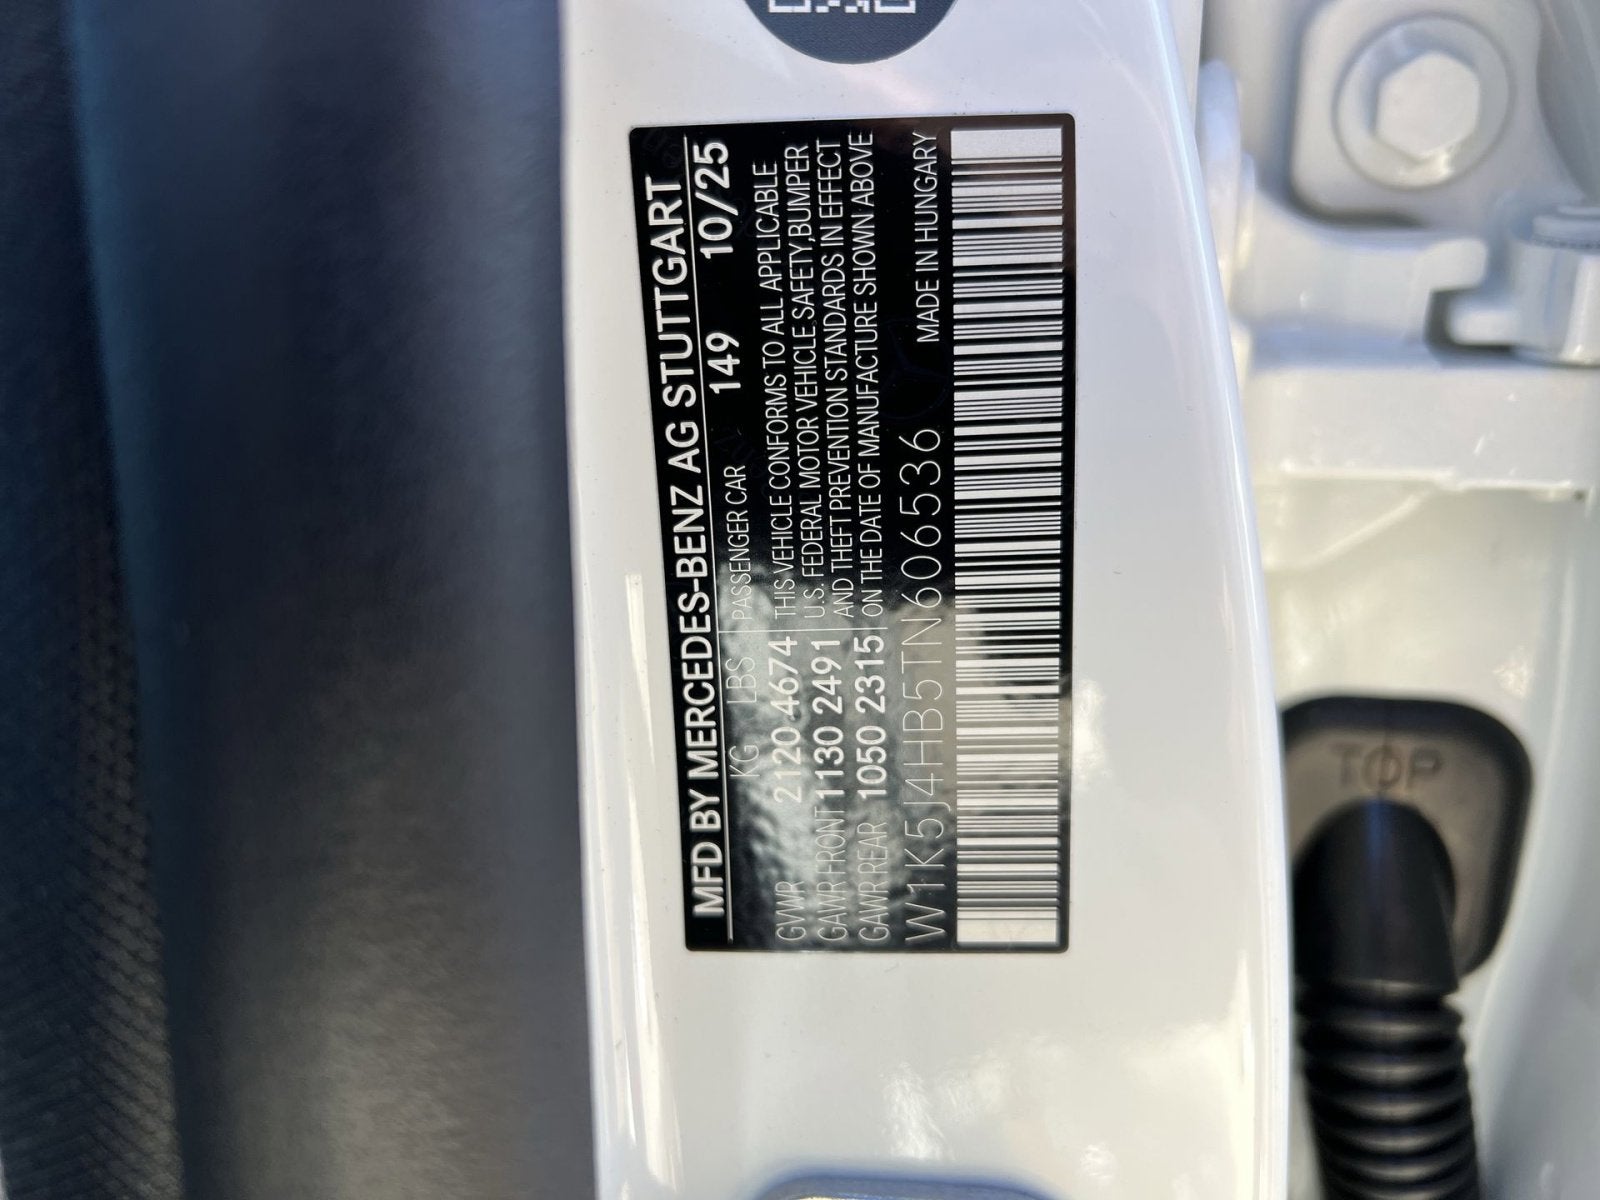 MFD BY MERCEDES-BENZ AG STUTTGART
KG LBS PASSENGER CAR 149 10/25
GVWR 2120 4674 THIS VEHICLE CONFORMS TO ALL APPLICABLE
GAWR FRONT 1130 2491 U.S. FEDERAL MOTOR VEHICLE SAFETY,BUMPER
GAWR REAR 1050 2315 AND THEFT PREVENTION STANDARDS IN EFFECT
ON THE DATE OF MANUFACTURE SHOWN ABOVE
W1K5J4HB5TN606536 MADE IN HUNGARY
TOP